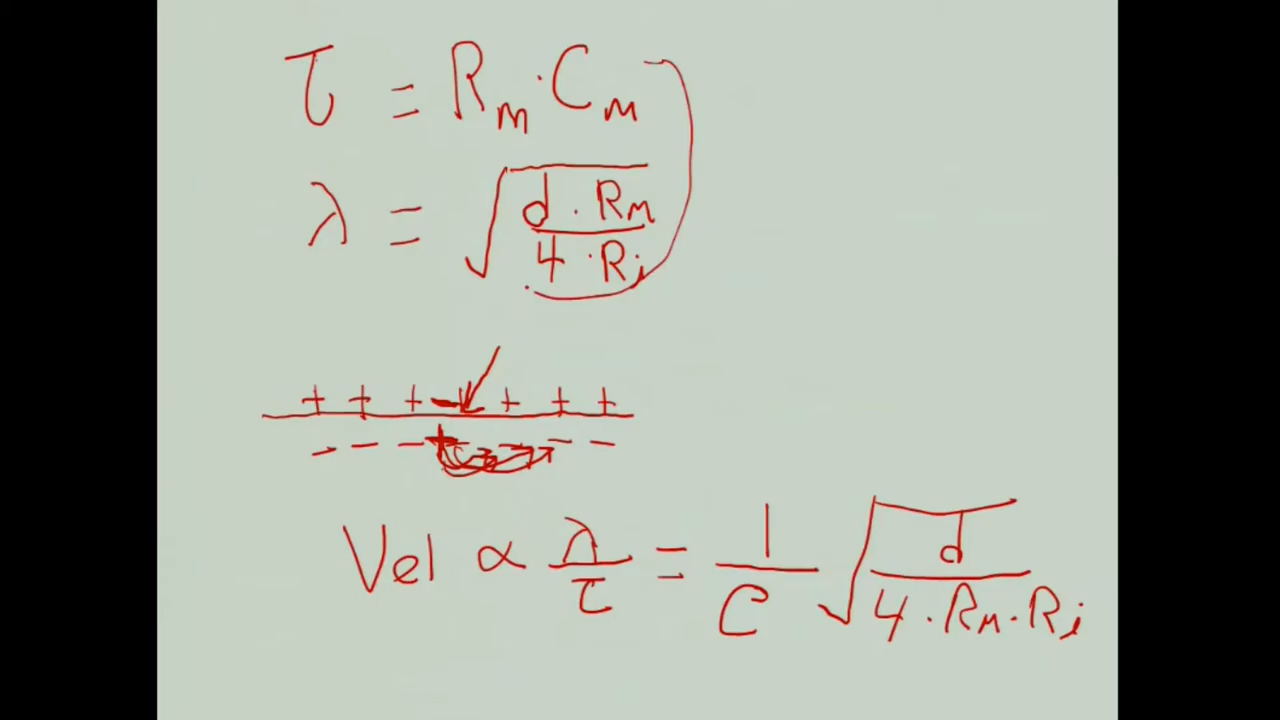 τ = Rm · Cm
λ = √(d · Rm / 4 · Ri)
+ + + - + + + +
- - - + - - - -
Vel ∝ λ/τ = 1/C √(d / 4 · Rm · Ri)